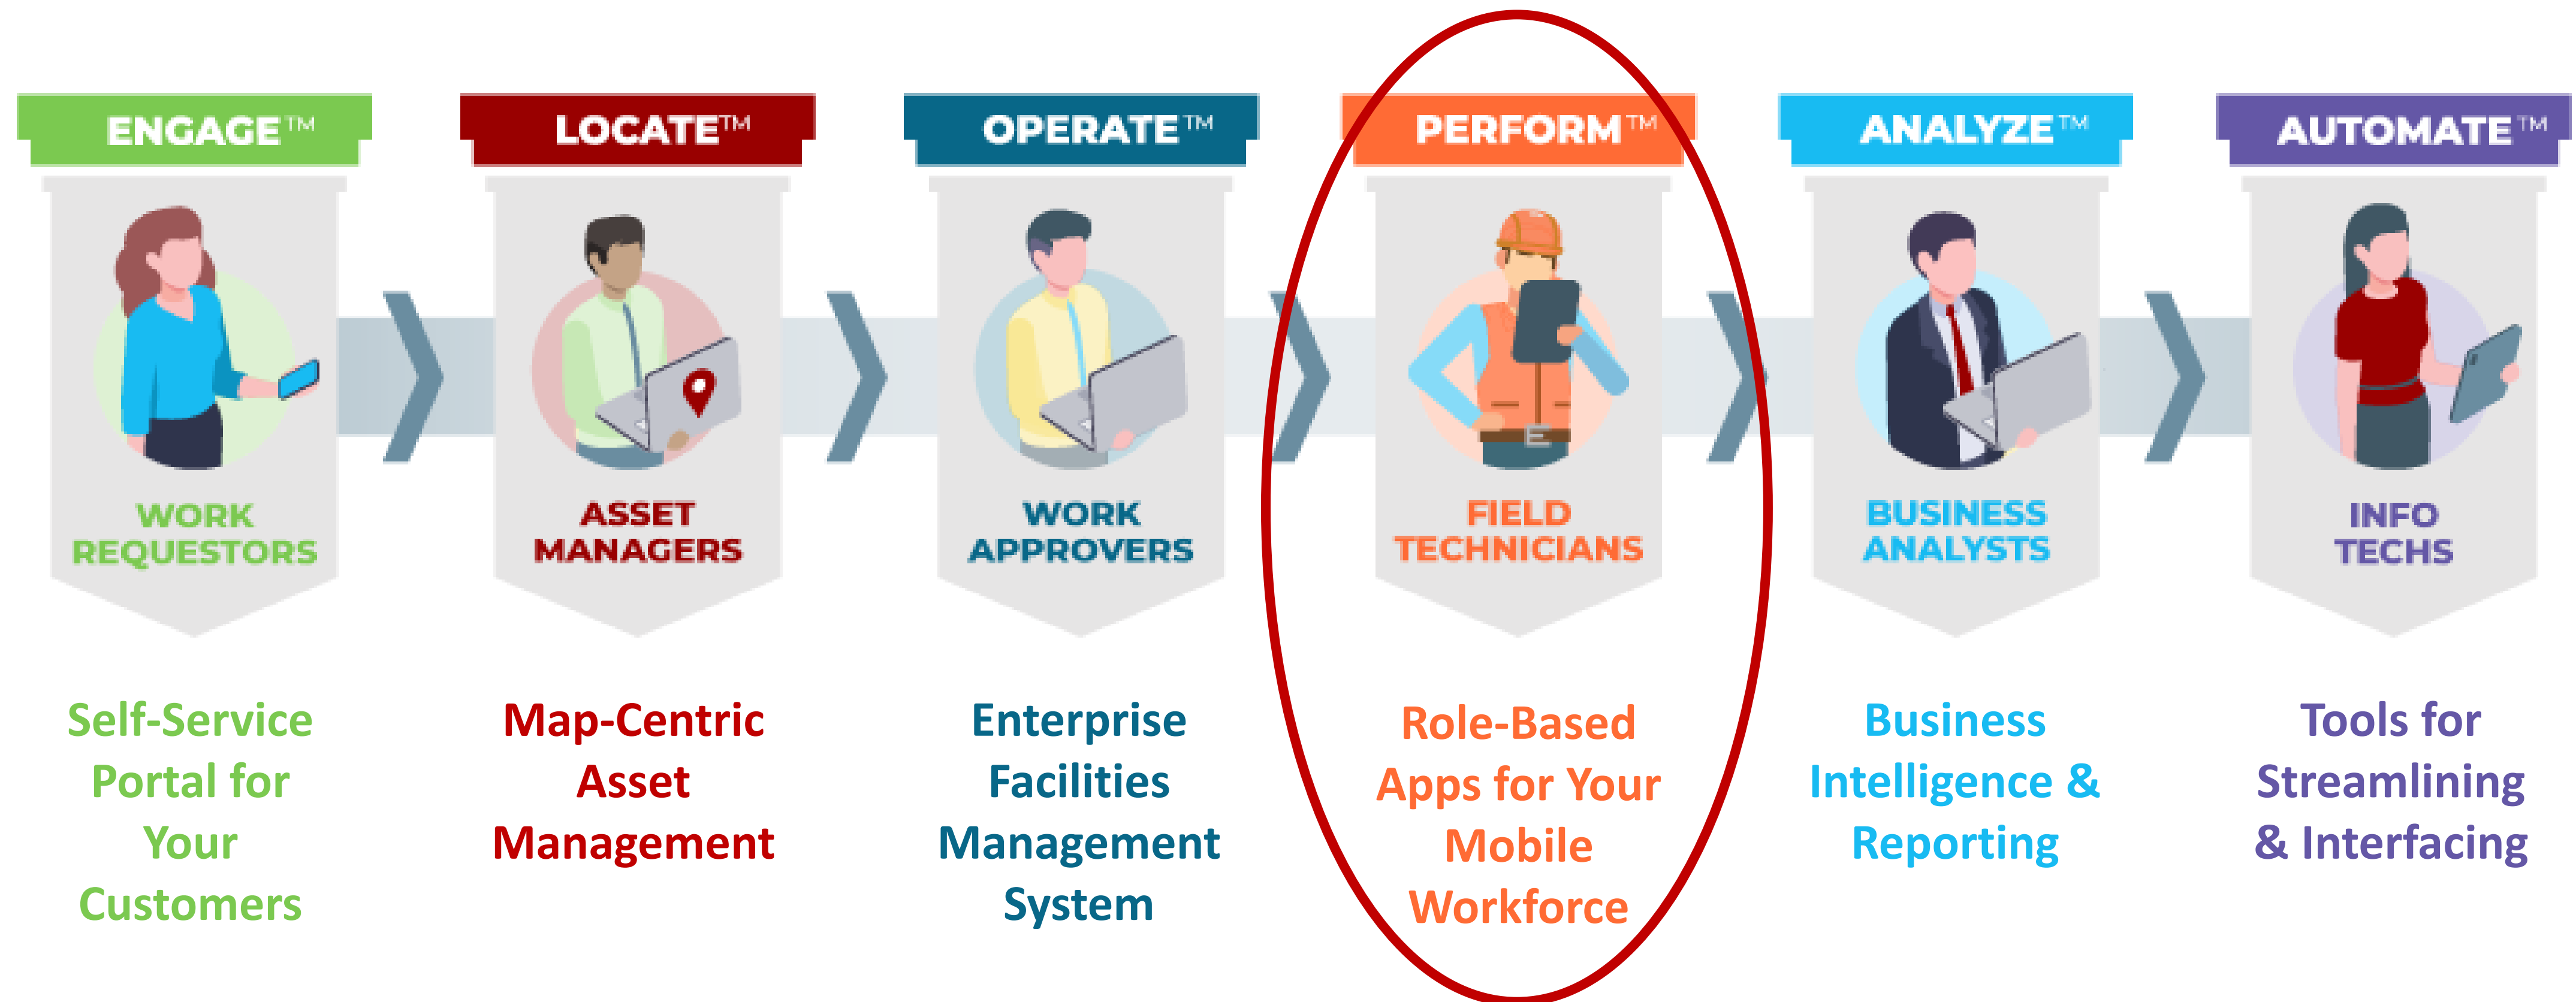 ENGAGE™
WORK
REQUESTORS
Self-Service
Portal for
Your
Customers
LOCATE™
ASSET
MANAGERS
Map-Centric
Asset
Management
OPERATE™
WORK
APPROVERS
Enterprise
Facilities
Management
System
PERFORM™
FIELD
TECHNICIANS
Role-Based
Apps for Your
Mobile
Workforce
ANALYZE™
BUSINESS
ANALYSTS
Business
Intelligence &
Reporting
AUTOMATE™
INFO
TECHS
Tools for
Streamlining
& Interfacing